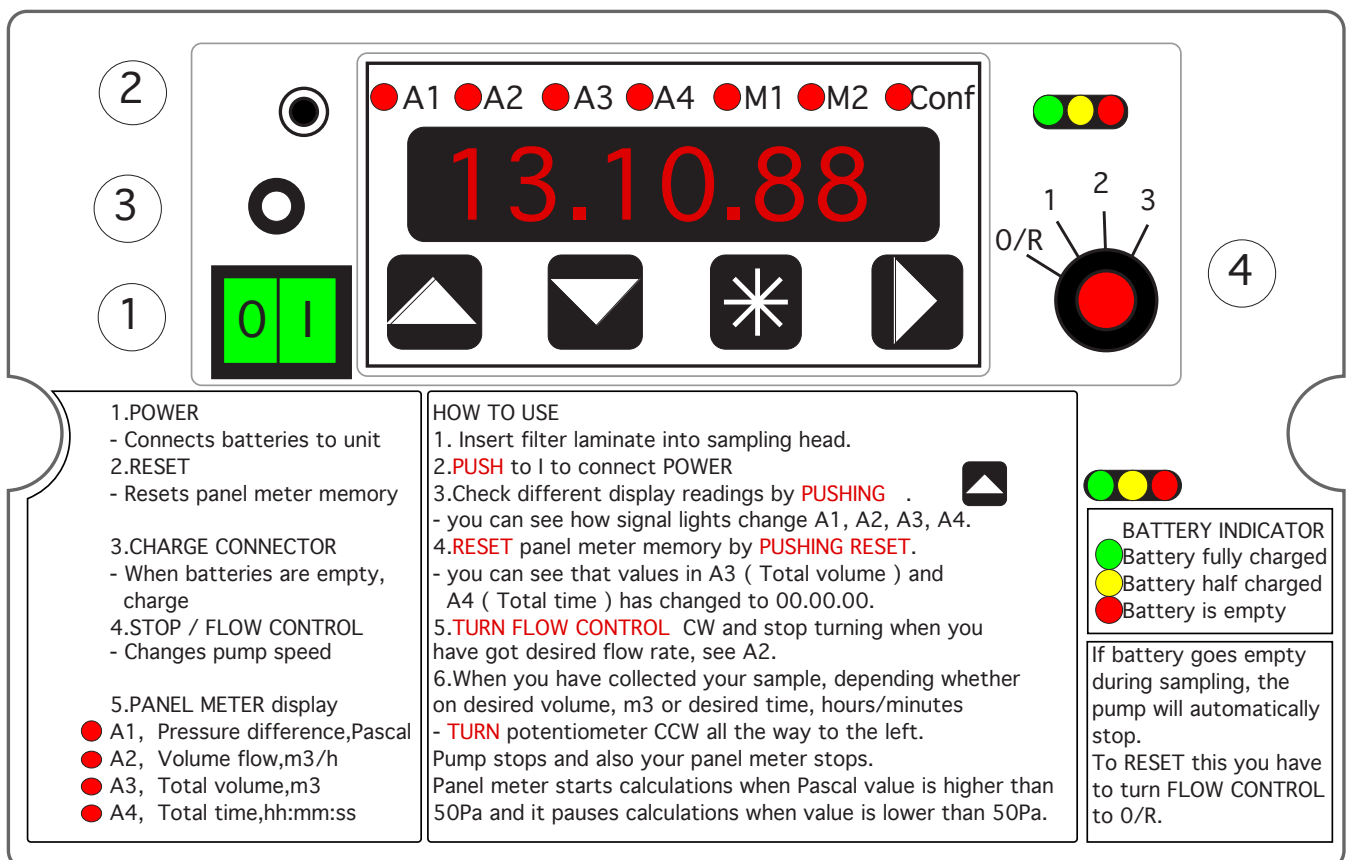 2
A1 A2 A3 A4 M1 M2 Conf
13.10.88
3
1 2 3
0/R
4
1
0 I
1.POWER
- Connects batteries to unit
2.RESET
- Resets panel meter memory
3.CHARGE CONNECTOR
- When batteries are empty,
charge
4.STOP / FLOW CONTROL
- Changes pump speed
5.PANEL METER display
A1, Pressure difference,Pascal
A2, Volume flow,m3/h
A3, Total volume,m3
A4, Total time,hh:mm:ss
HOW TO USE
1. Insert filter laminate into sampling head.
2.PUSH to I to connect POWER
3.Check different display readings by PUSHING .
- you can see how signal lights change A1, A2, A3, A4.
4.RESET panel meter memory by PUSHING RESET.
- you can see that values in A3 ( Total volume ) and
A4 ( Total time ) has changed to 00.00.00.
5.TURN FLOW CONTROL CW and stop turning when you
have got desired flow rate, see A2.
6.When you have collected your sample, depending whether
on desired volume, m3 or desired time, hours/minutes
- TURN potentiometer CCW all the way to the left.
Pump stops and also your panel meter stops.
Panel meter starts calculations when Pascal value is higher than
50Pa and it pauses calculations when value is lower than 50Pa.
BATTERY INDICATOR
Battery fully charged
Battery half charged
Battery is empty
If battery goes empty
during sampling, the
pump will automatically
stop.
To RESET this you have
to turn FLOW CONTROL
to 0/R.